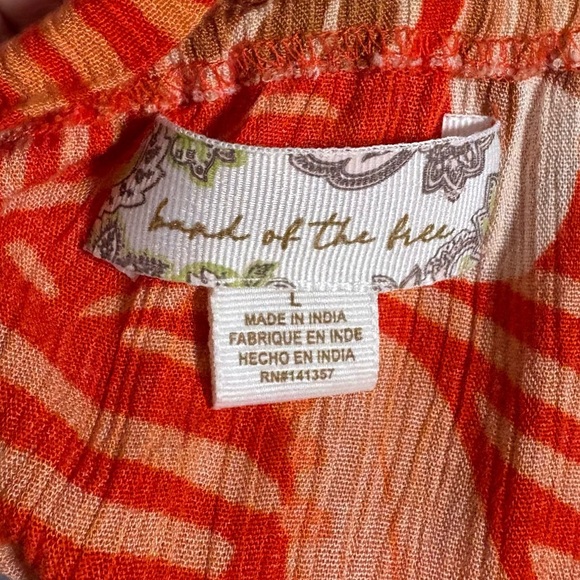 band of the free
L
MADE IN INDIA
FABRIQUE EN INDE
HECHO EN INDIA
RN#141357